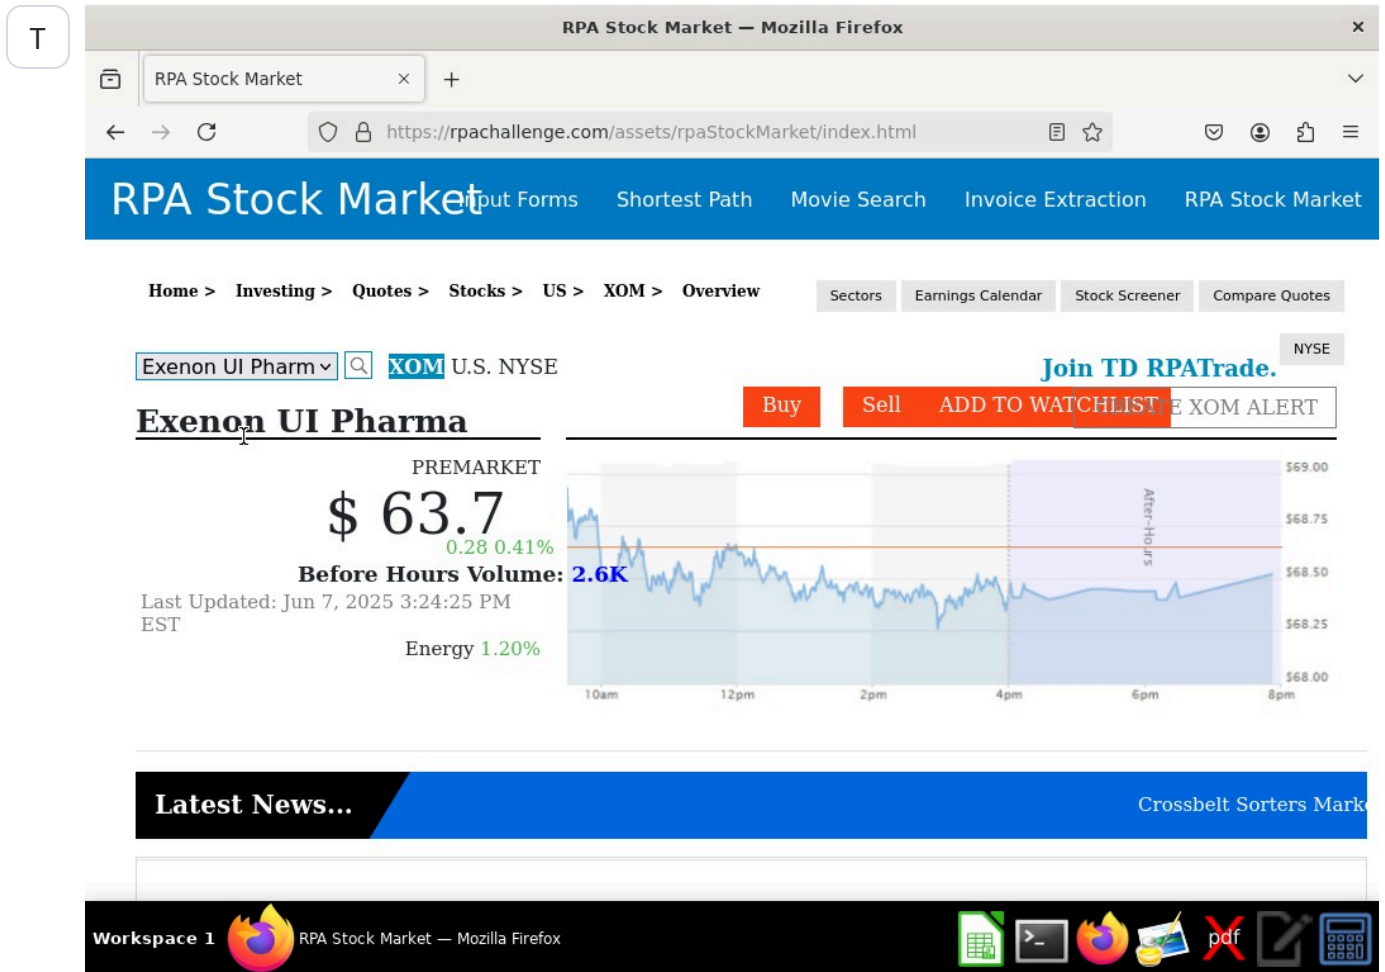 T
RPA Stock Market — Mozilla Firefox
RPA Stock Market
https://rpachallenge.com/assets/rpaStockMarket/index.html
RPA Stock Market Input Forms Shortest Path Movie Search Invoice Extraction RPA Stock Market
Home > Investing > Quotes > Stocks > US > XOM > Overview
Sectors Earnings Calendar Stock Screener Compare Quotes
NYSE
Exenon UI Pharm XOM U.S. NYSE
Join TD RPATrade.
Buy Sell ADD TO WATCHLIST CREATE XOM ALERT
Exenon UI Pharma
PREMARKET
$ 63.7
0.28 0.41%
Before Hours Volume: 2.6K
Last Updated: Jun 7, 2025 3:24:25 PM
EST
Energy 1.20%
After-Hours
$69.00
$68.75
$68.50
$68.25
$68.00
10am 12pm 2pm 4pm 6pm 8pm
Latest News...
Crossbelt Sorters Marke
Workspace 1 RPA Stock Market — Mozilla Firefox
pdf